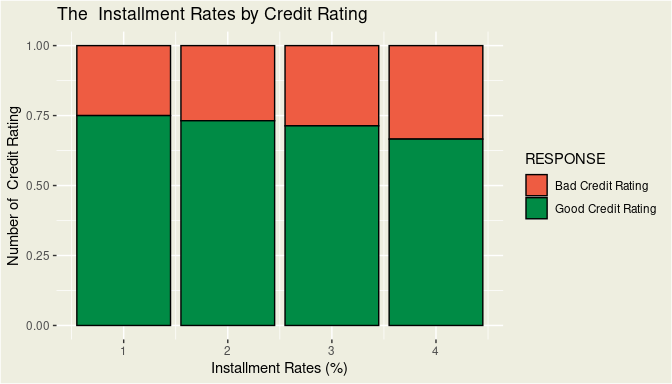 The  Installment Rates by Credit Rating
Number of  Credit Rating
1.00
0.75
0.50
0.25
0.00
1 2 3 4
Installment Rates (%)
RESPONSE
Bad Credit Rating
Good Credit Rating